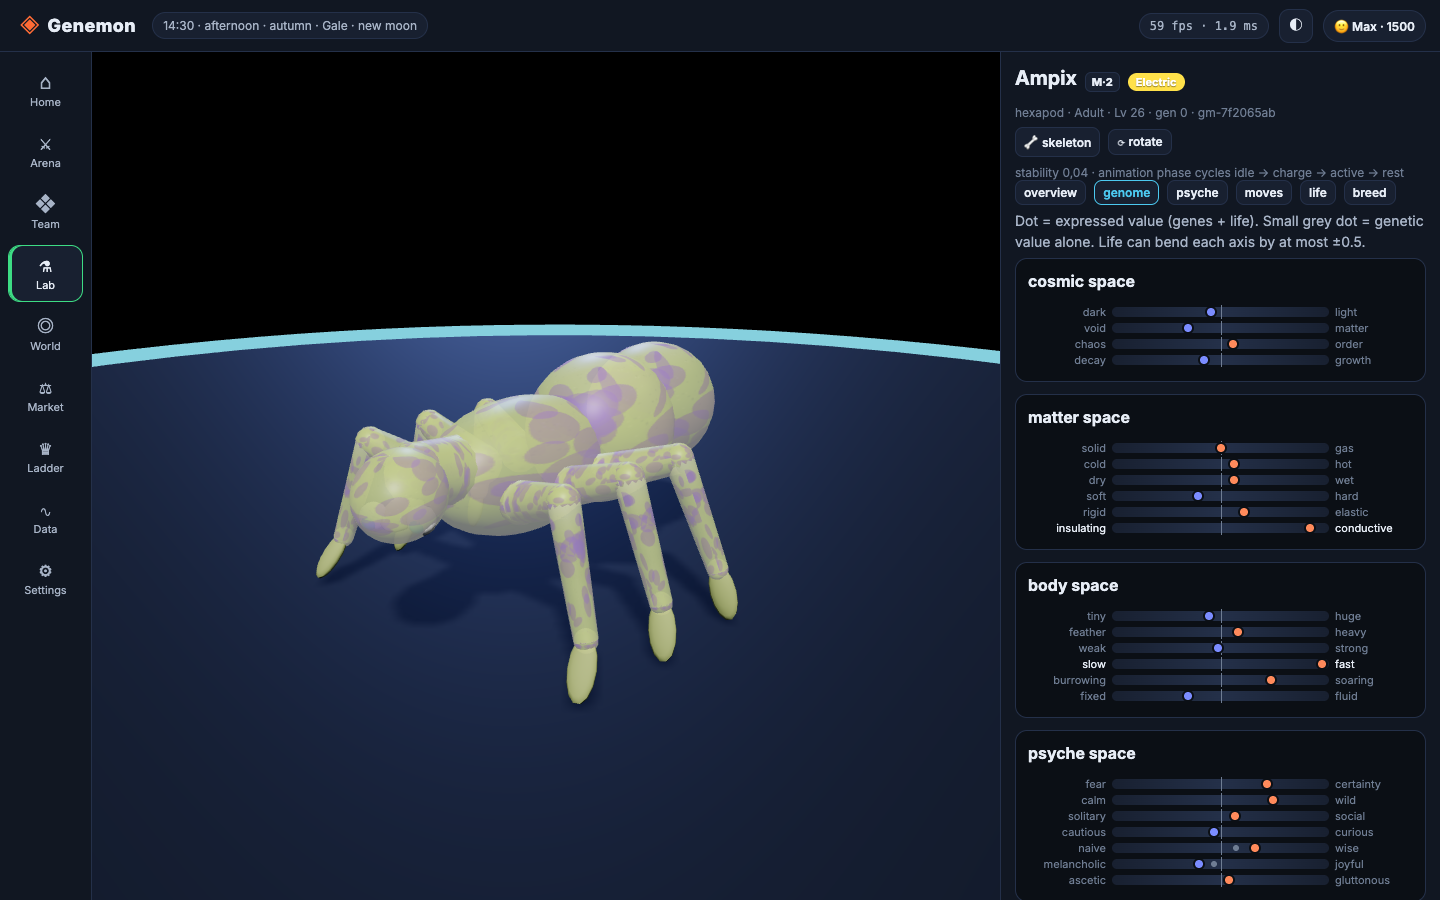 Genemon
14:30 · afternoon · autumn · Gale · new moon
59 fps · 1.9 ms
Max · 1500
Home
Arena
Team
Lab
World
Market
Ladder
Data
Settings
Ampix M·2 Electric
hexapod · Adult · Lv 26 · gen 0 · gm-7f2065ab
skeleton rotate
stability 0,04 · animation phase cycles idle → charge → active → rest
overview genome psyche moves life breed
Dot = expressed value (genes + life). Small grey dot = genetic
value alone. Life can bend each axis by at most ±0.5.
cosmic space
dark light
void matter
chaos order
decay growth
matter space
solid gas
cold hot
dry wet
soft hard
rigid elastic
insulating conductive
body space
tiny huge
feather heavy
weak strong
slow fast
burrowing soaring
fixed fluid
psyche space
fear certainty
calm wild
solitary social
cautious curious
naive wise
melancholic joyful
ascetic gluttonous